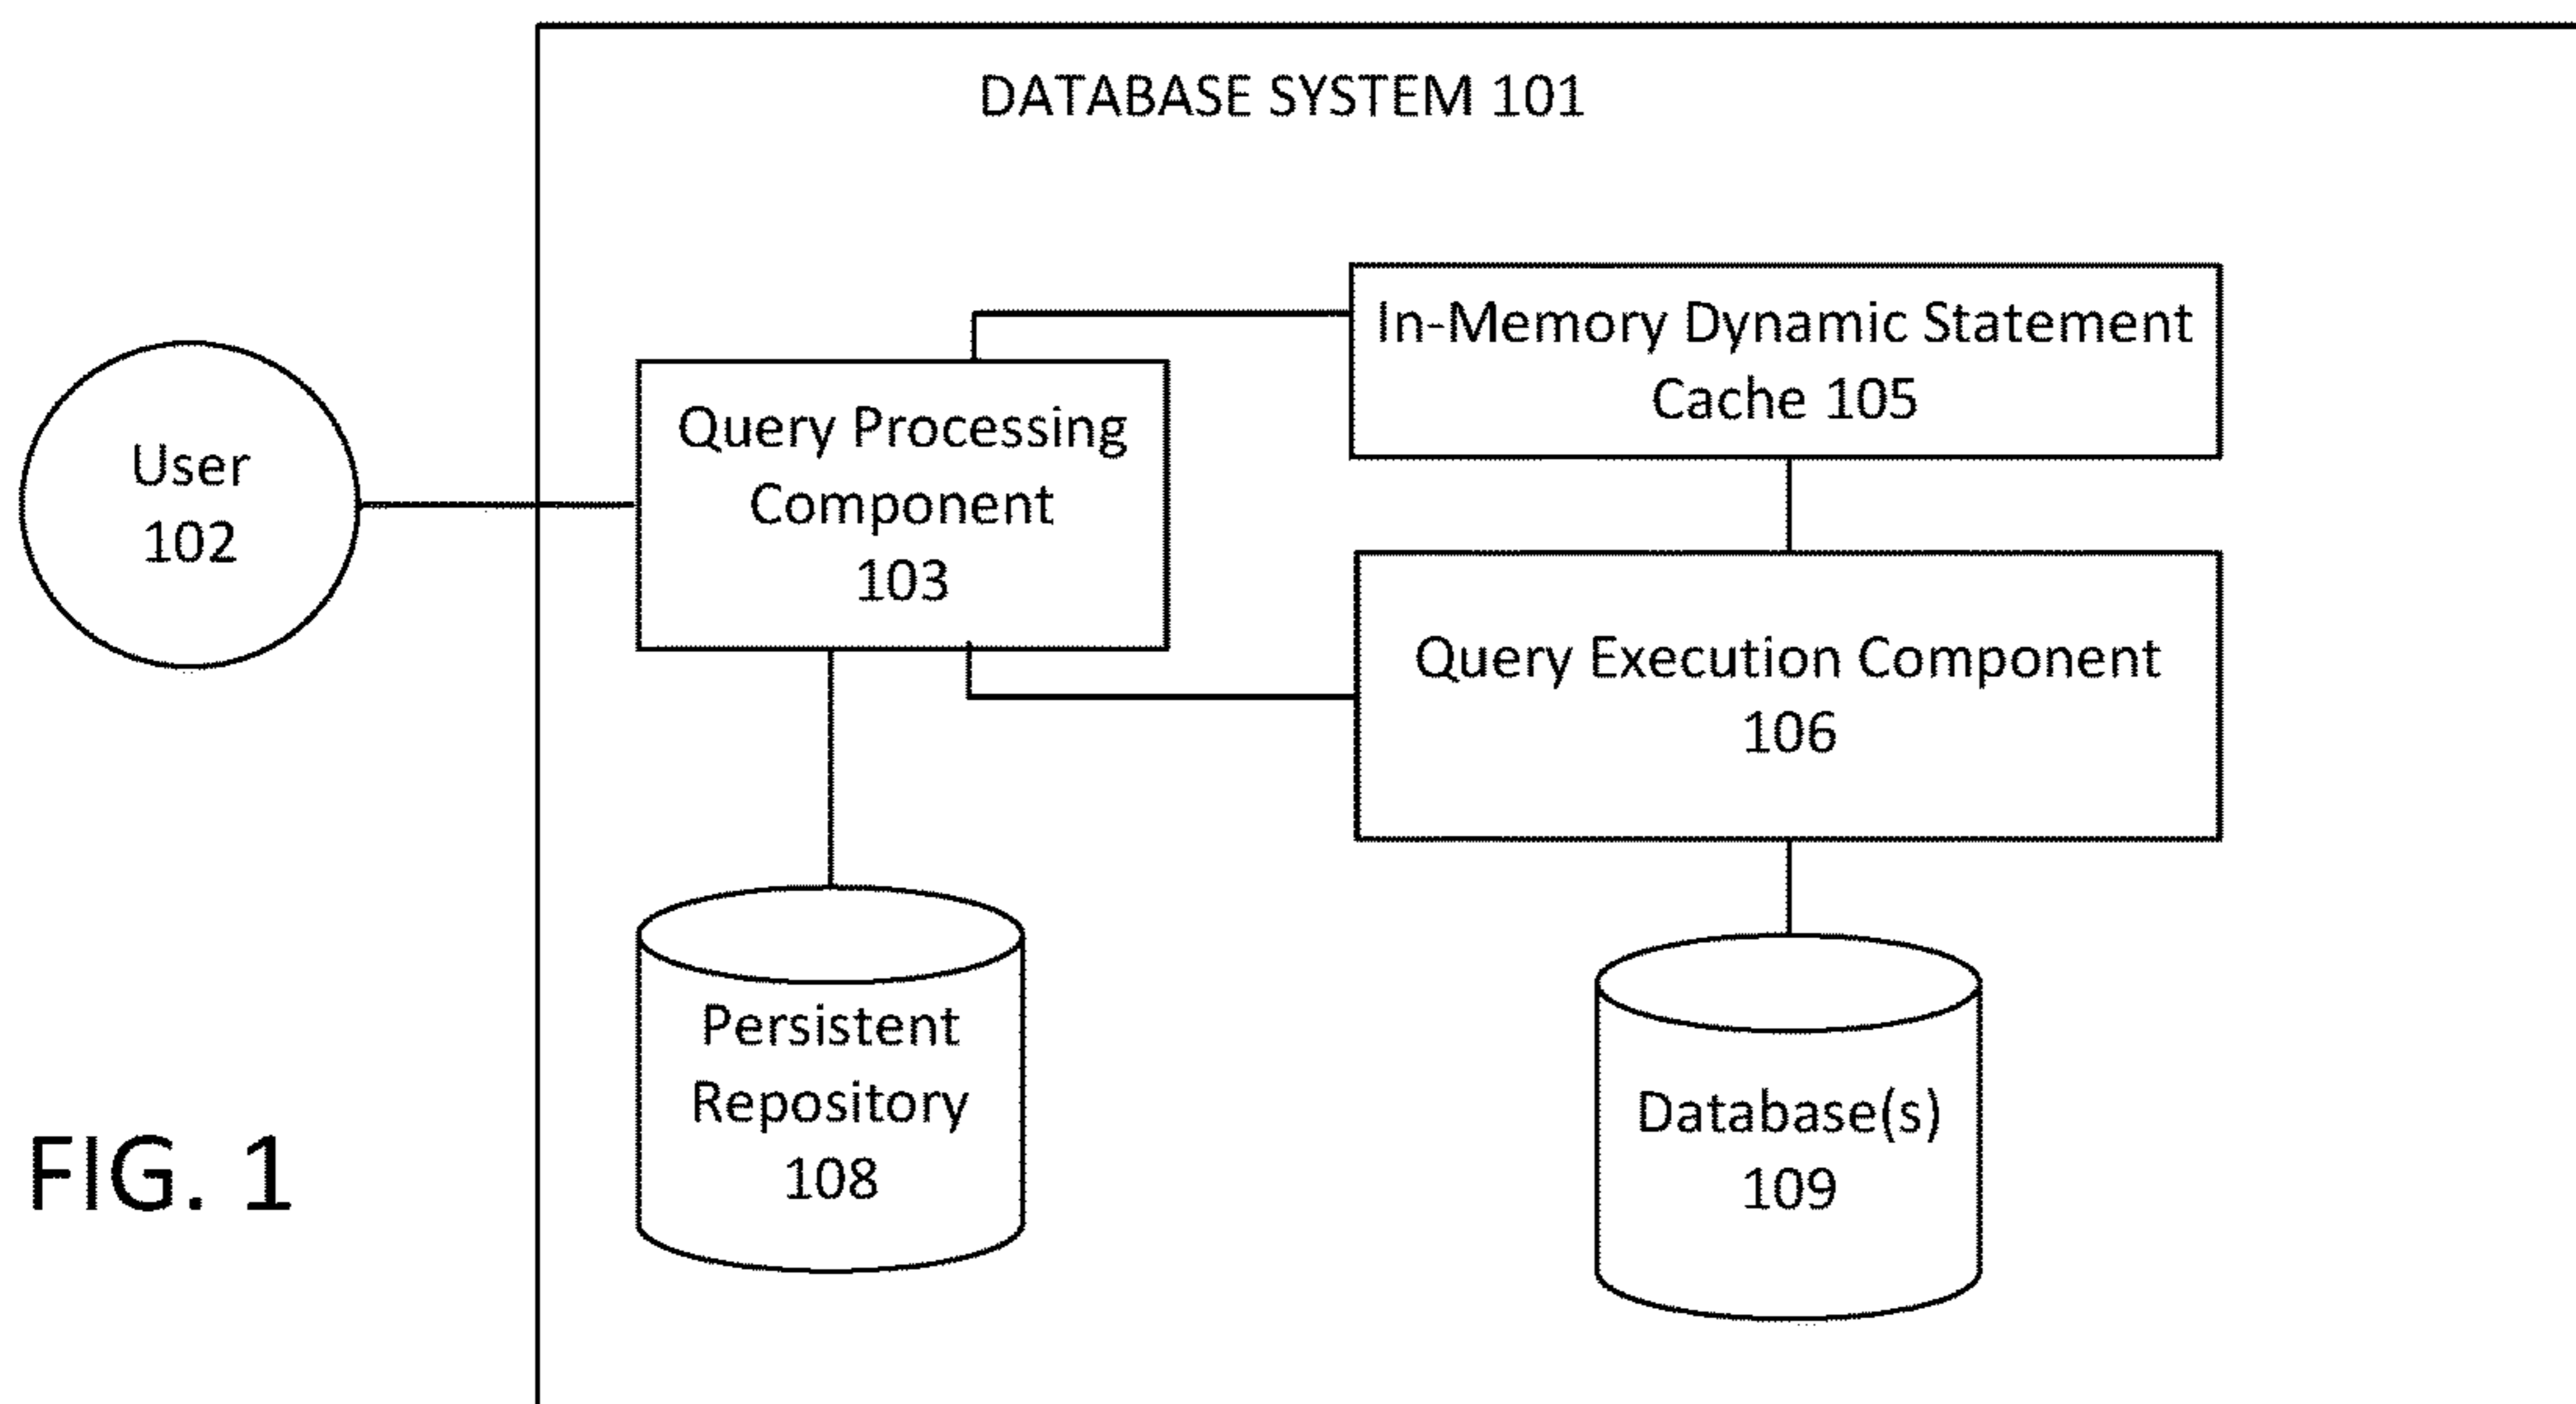 DATABASE SYSTEM 101
In-Memory Dynamic Statement
Cache 105
Query Processing
Component
103
User
102
Query Execution Component
106
Persistent
Repository
108
Database(s)
109
FIG. 1